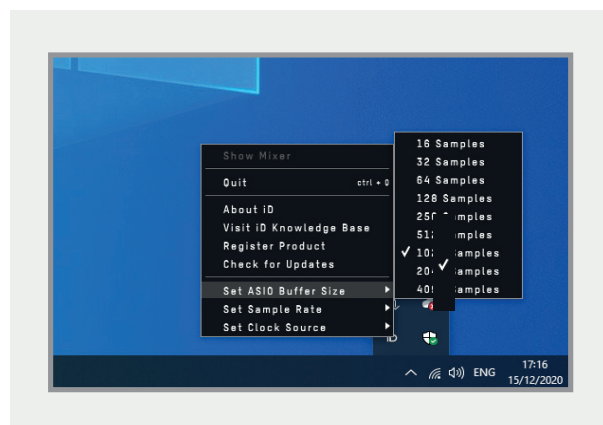 Show Mixer
Quit ctrl + Q
About iD
Visit iD Knowledge Base
Register Product
Check for Updates
Set ASIO Buffer Size
Set Sample Rate
Set Clock Source
16 Samples
32 Samples
64 Samples
128 Samples
Samples
Samples
Samples
ENG
17:16
15/12/2020